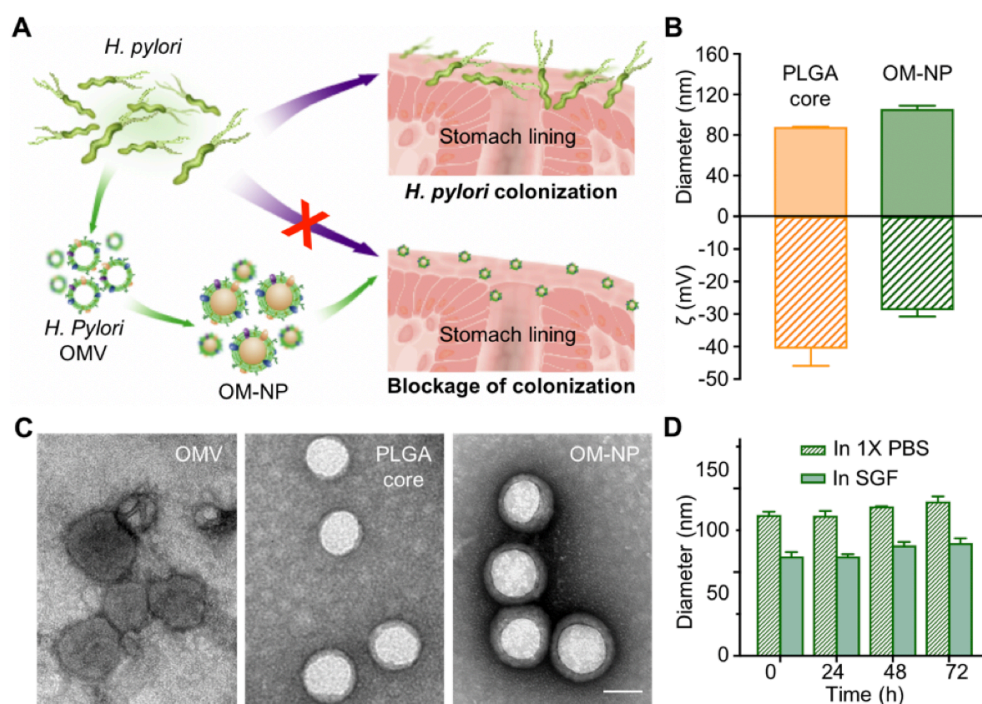 A
H. pylori
Stomach lining
H. pylori colonization
H. Pylori
OMV
OM-NP
Stomach lining
Blockage of colonization
B
160
120
80
40
0
-10
-20
-30
-40
-50
Diameter (nm)
ζ (mV)
PLGA
core
OM-NP
C
OMV
PLGA
core
OM-NP
D
In 1X PBS
In SGF
150
100
50
0
Diameter (nm)
0 24 48 72
Time (h)